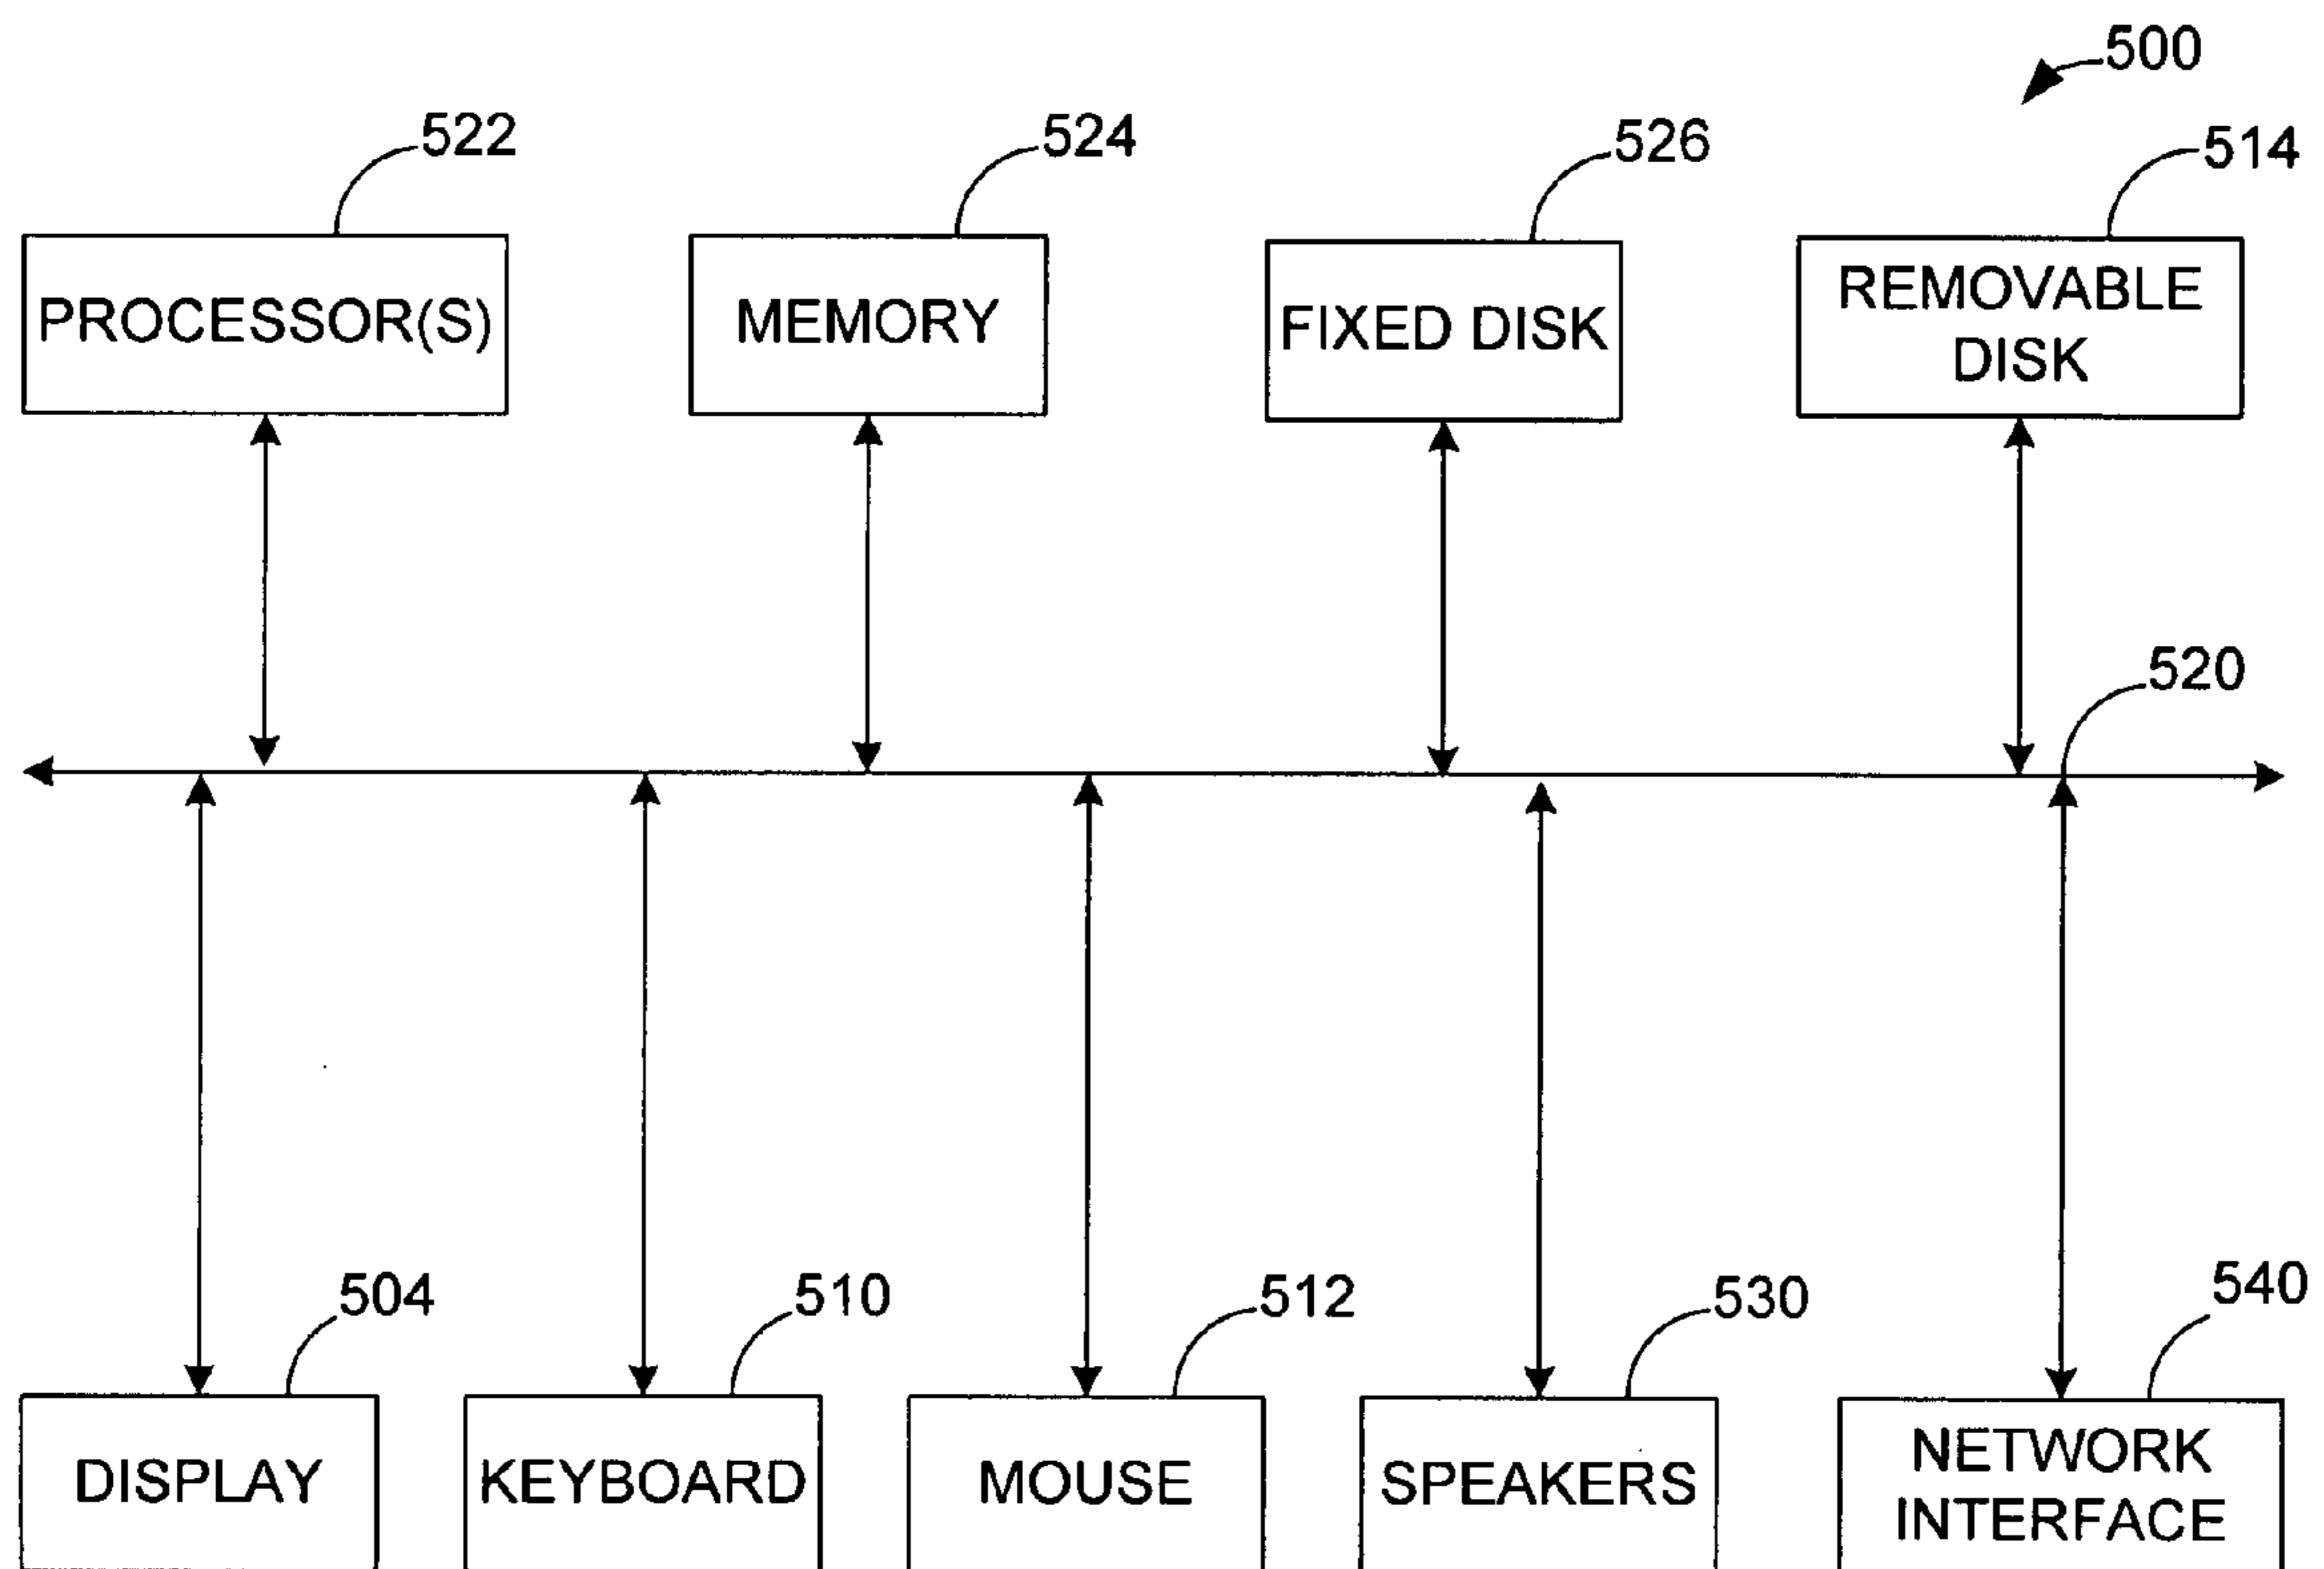 500
522
524
526
514
PROCESSOR(S)
MEMORY
FIXED DISK
REMOVABLE
DISK
520
504
510
512
530
540
DISPLAY
KEYBOARD
MOUSE
SPEAKERS
NETWORK
INTERFACE